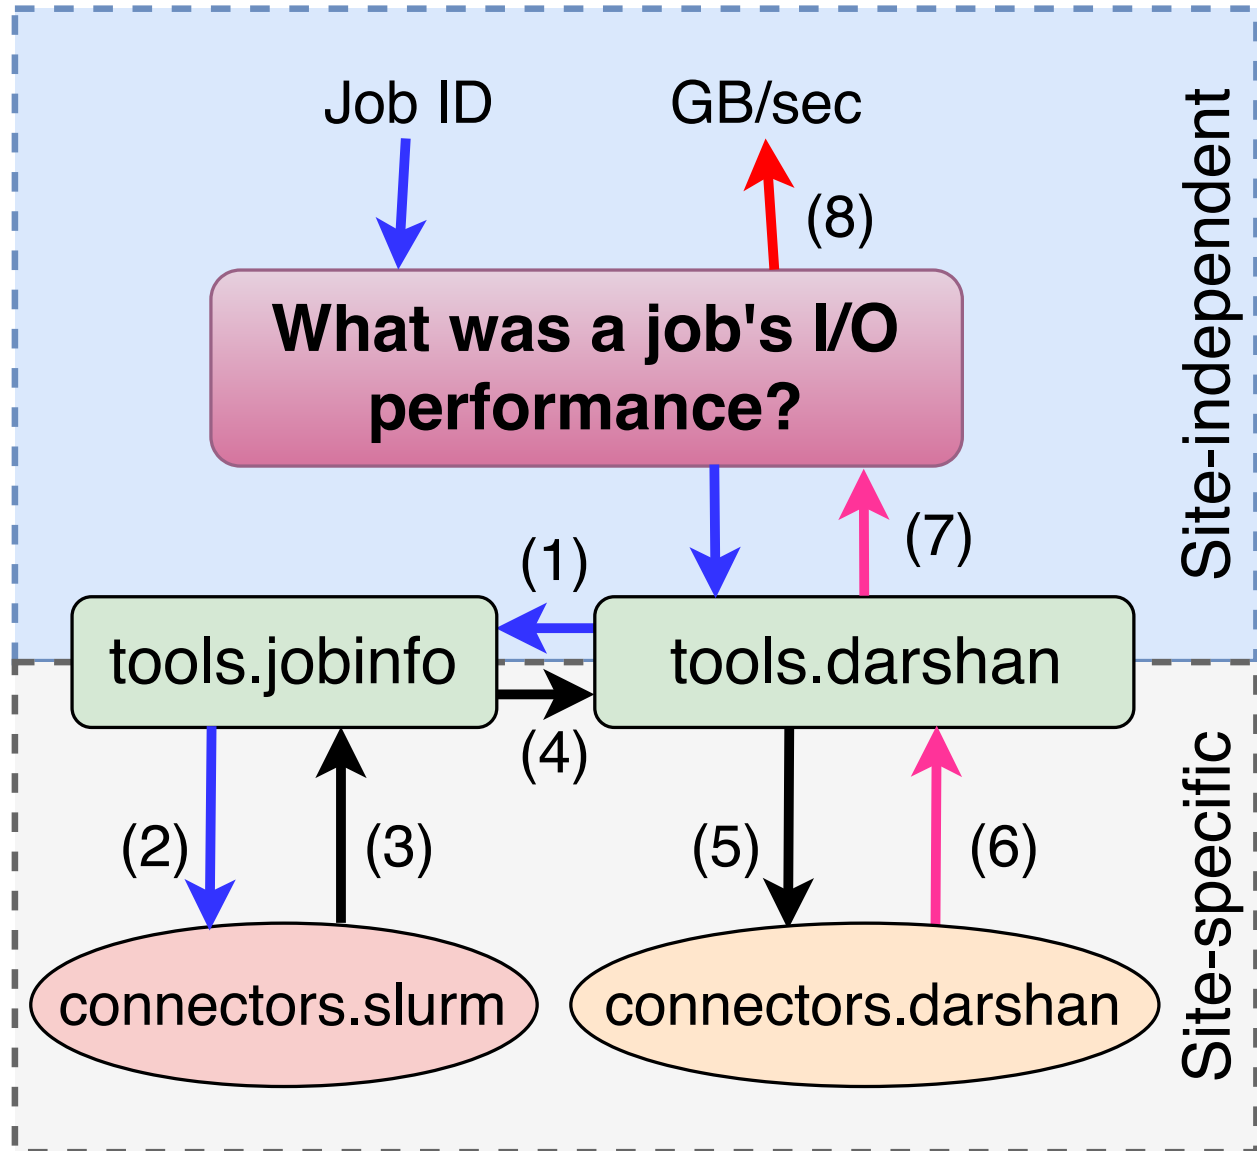 Job ID
GB/sec
(8)
What was a job's I/O
performance?
Site-independent
(7)
(1)
tools.jobinfo
tools.darshan
(4)
(2)
(3)
(5)
(6)
Site-specific
connectors.slurm
connectors.darshan